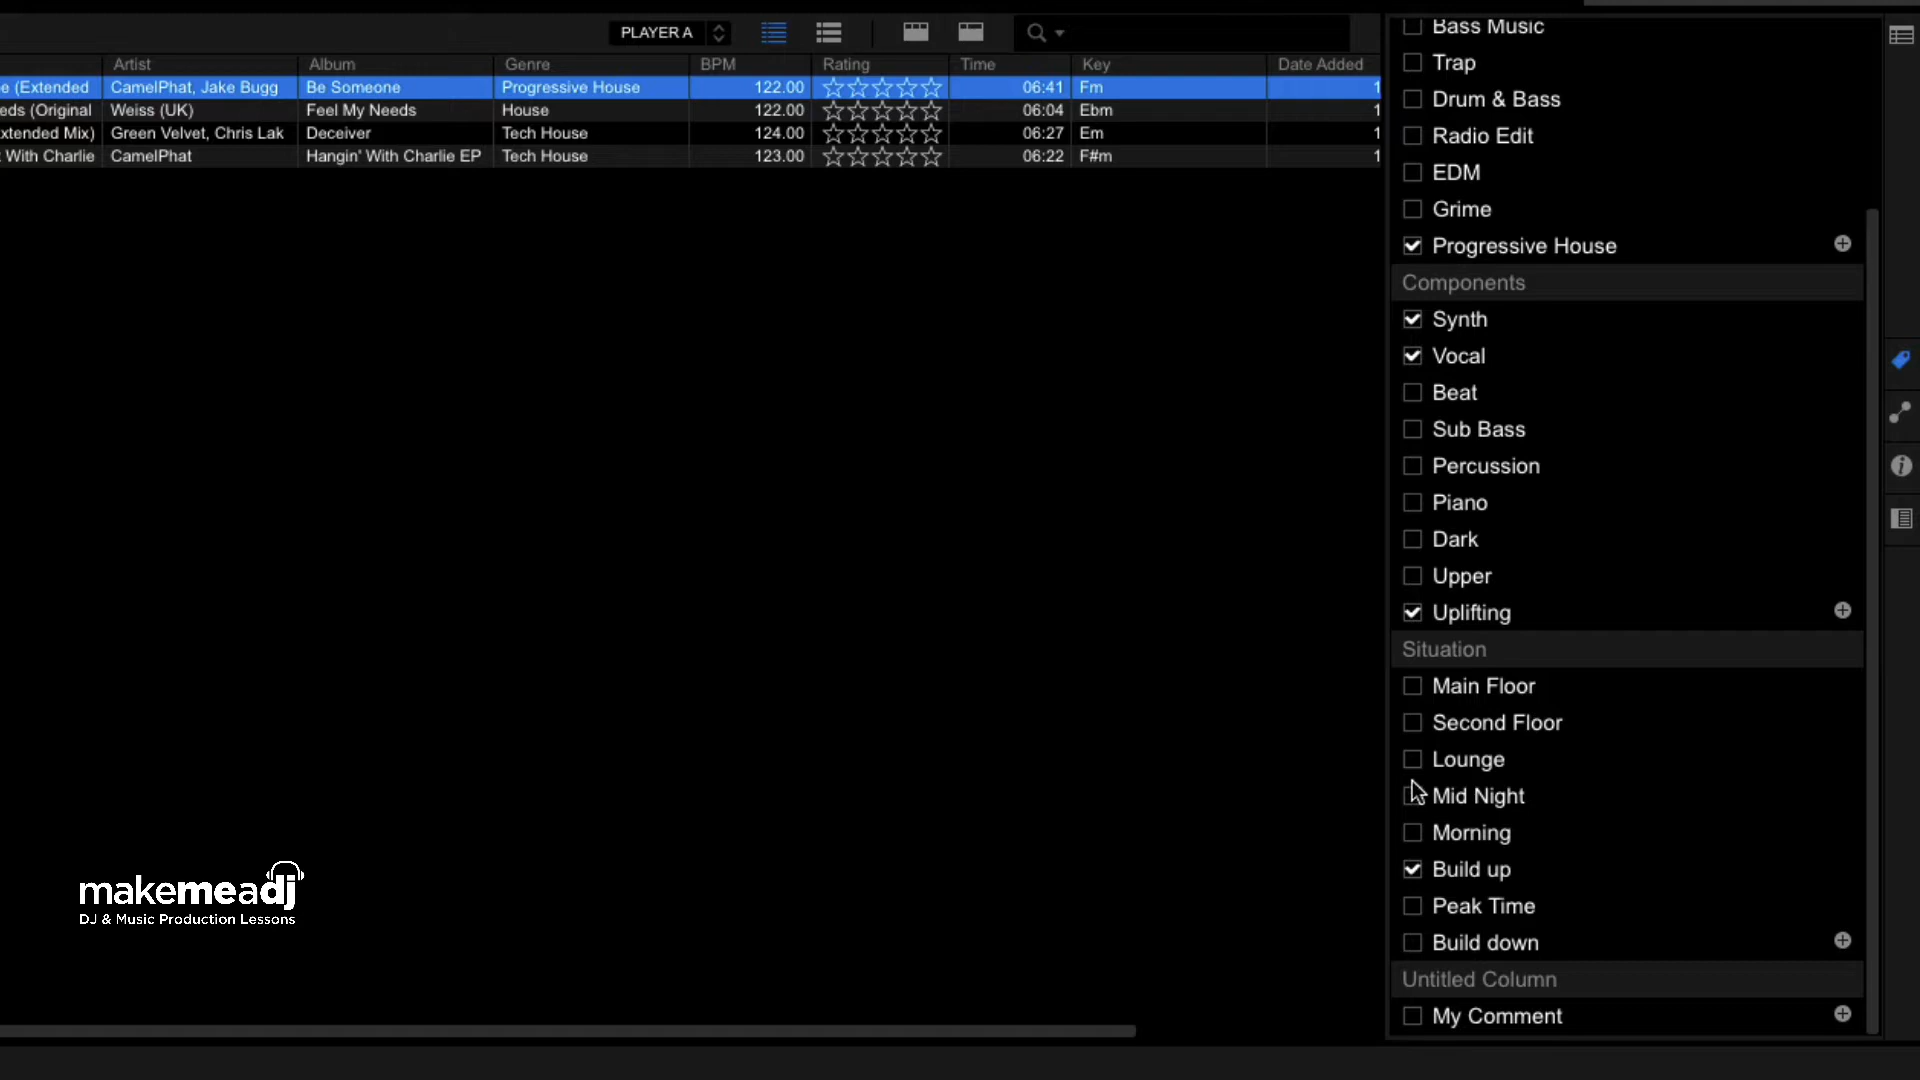 PLAYER A
Artist Album Genre BPM Rating Time Key Date Added
e (Extended CamelPhat, Jake Bugg Be Someone Progressive House 122.00 06:41 Fm 1
eds (Original Weiss (UK) Feel My Needs House 122.00 06:04 Ebm 1
xtended Mix) Green Velvet, Chris Lak Deceiver Tech House 124.00 06:27 Em 1
With Charlie CamelPhat Hangin' With Charlie EP Tech House 123.00 06:22 F#m 1
Bass Music
Trap
Drum & Bass
Radio Edit
EDM
Grime
Progressive House
Components
Synth
Vocal
Beat
Sub Bass
Percussion
Piano
Dark
Upper
Uplifting
Situation
Main Floor
Second Floor
Lounge
Mid Night
Morning
Build up
Peak Time
Build down
Untitled Column
My Comment
makemeadj
DJ & Music Production Lessons